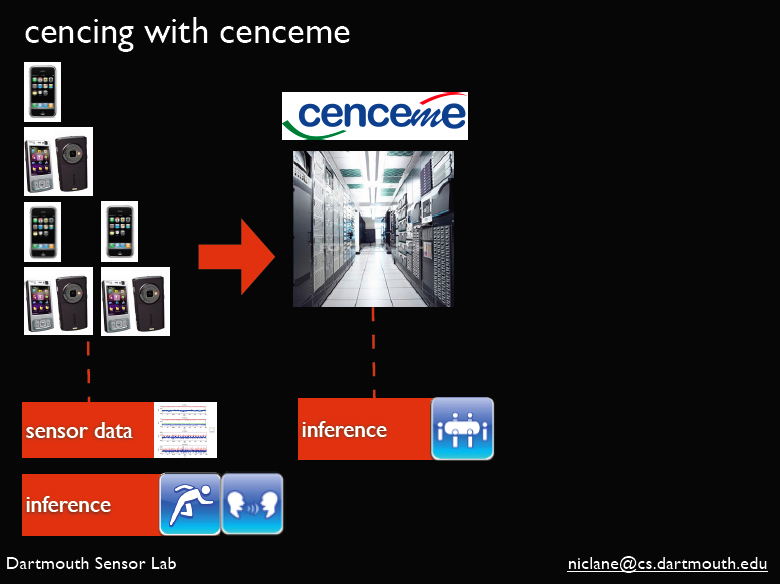 cencing with cenceme
cenceme
sensor data
inference
inference
Dartmouth Sensor Lab
niclane@cs.dartmouth.edu